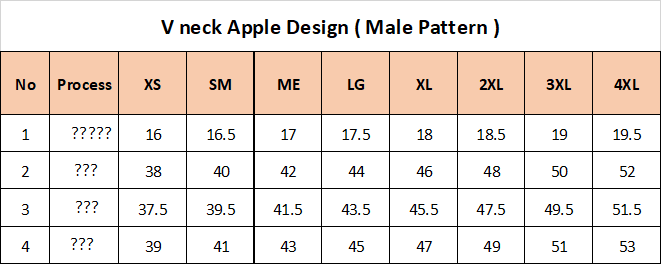 V neck Apple Design ( Male Pattern )
No Process XS SM ME LG XL 2XL 3XL 4XL
1 ????? 16 16.5 17 17.5 18 18.5 19 19.5
2 ??? 38 40 42 44 46 48 50 52
3 ??? 37.5 39.5 41.5 43.5 45.5 47.5 49.5 51.5
4 ??? 39 41 43 45 47 49 51 53